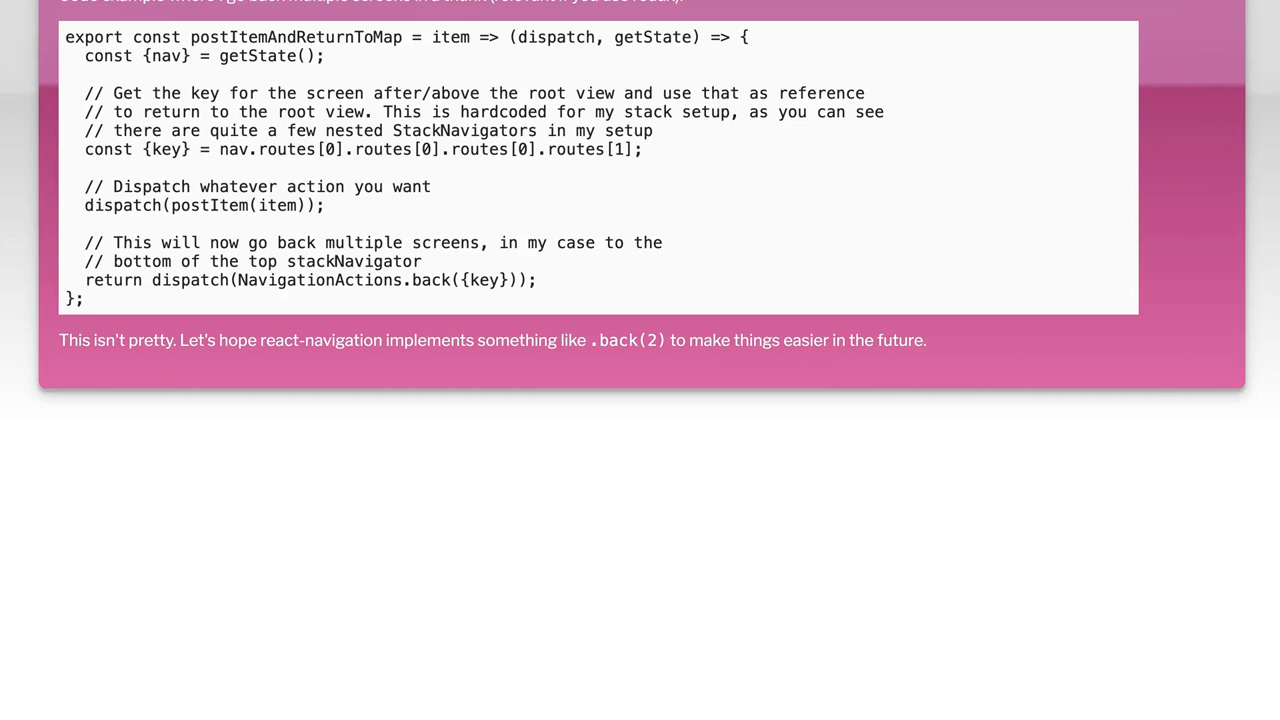 export const postItemAndReturnToMap = item => (dispatch, getState) => {
const {nav} = getState();
// Get the key for the screen after/above the root view and use that as reference
// to return to the root view. This is hardcoded for my stack setup, as you can see
// there are quite a few nested StackNavigators in my setup
const {key} = nav.routes[0].routes[0].routes[0].routes[1];
// Dispatch whatever action you want
dispatch(postItem(item));
// This will now go back multiple screens, in my case to the
// bottom of the top stackNavigator
return dispatch(NavigationActions.back({key}));
};
This isn't pretty. Let's hope react-navigation implements something like .back(2) to make things easier in the future.